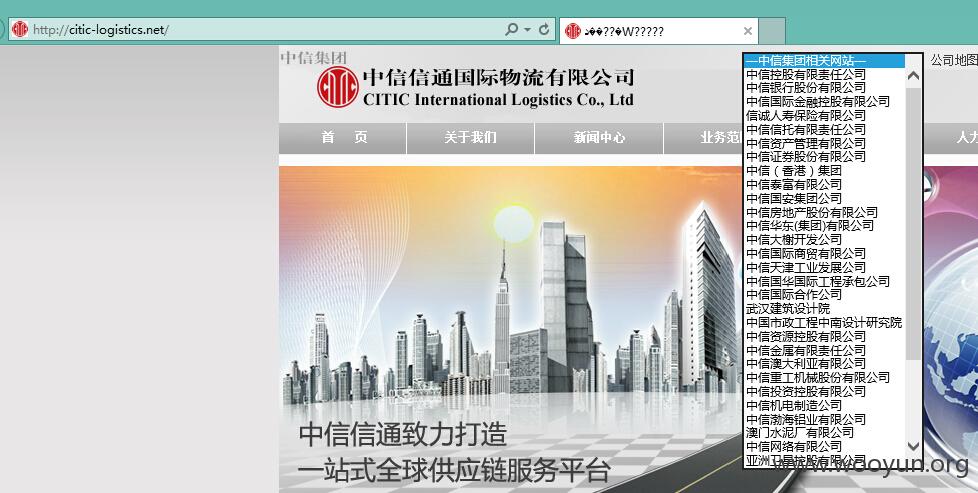 http://citic-logistics.net/
中信集团
中信信通国际物流有限公司
CITIC International Logistics Co., Ltd
公司地图
首 页
关于我们
新闻中心
业务范
人力
—中信集团相关网站—
中信控股有限责任公司
中信银行股份有限公司
中信国际金融控股有限公司
信诚人寿保险有限公司
中信信托有限责任公司
中信资产管理有限公司
中信证券股份有限公司
中信（香港）集团
中信泰富有限公司
中信国安集团公司
中信房地产股份有限公司
中信华东(集团)有限公司
中信大榭开发公司
中信国际商贸有限公司
中信天津工业发展公司
中信国华国际工程承包公司
中信国际合作公司
武汉建筑设计院
中国市政工程中南设计研究院
中信资源控股有限公司
中信金属有限责任公司
中信澳大利亚有限公司
中信重工机械股份有限公司
中信投资控股有限公司
中信机电制造公司
中信渤海铝业有限公司
澳门水泥厂有限公司
中信网络有限公司
亚洲卫星控股有限公司
中信信通致力打造
一站式全球供应链服务平台
www.wooyun.org